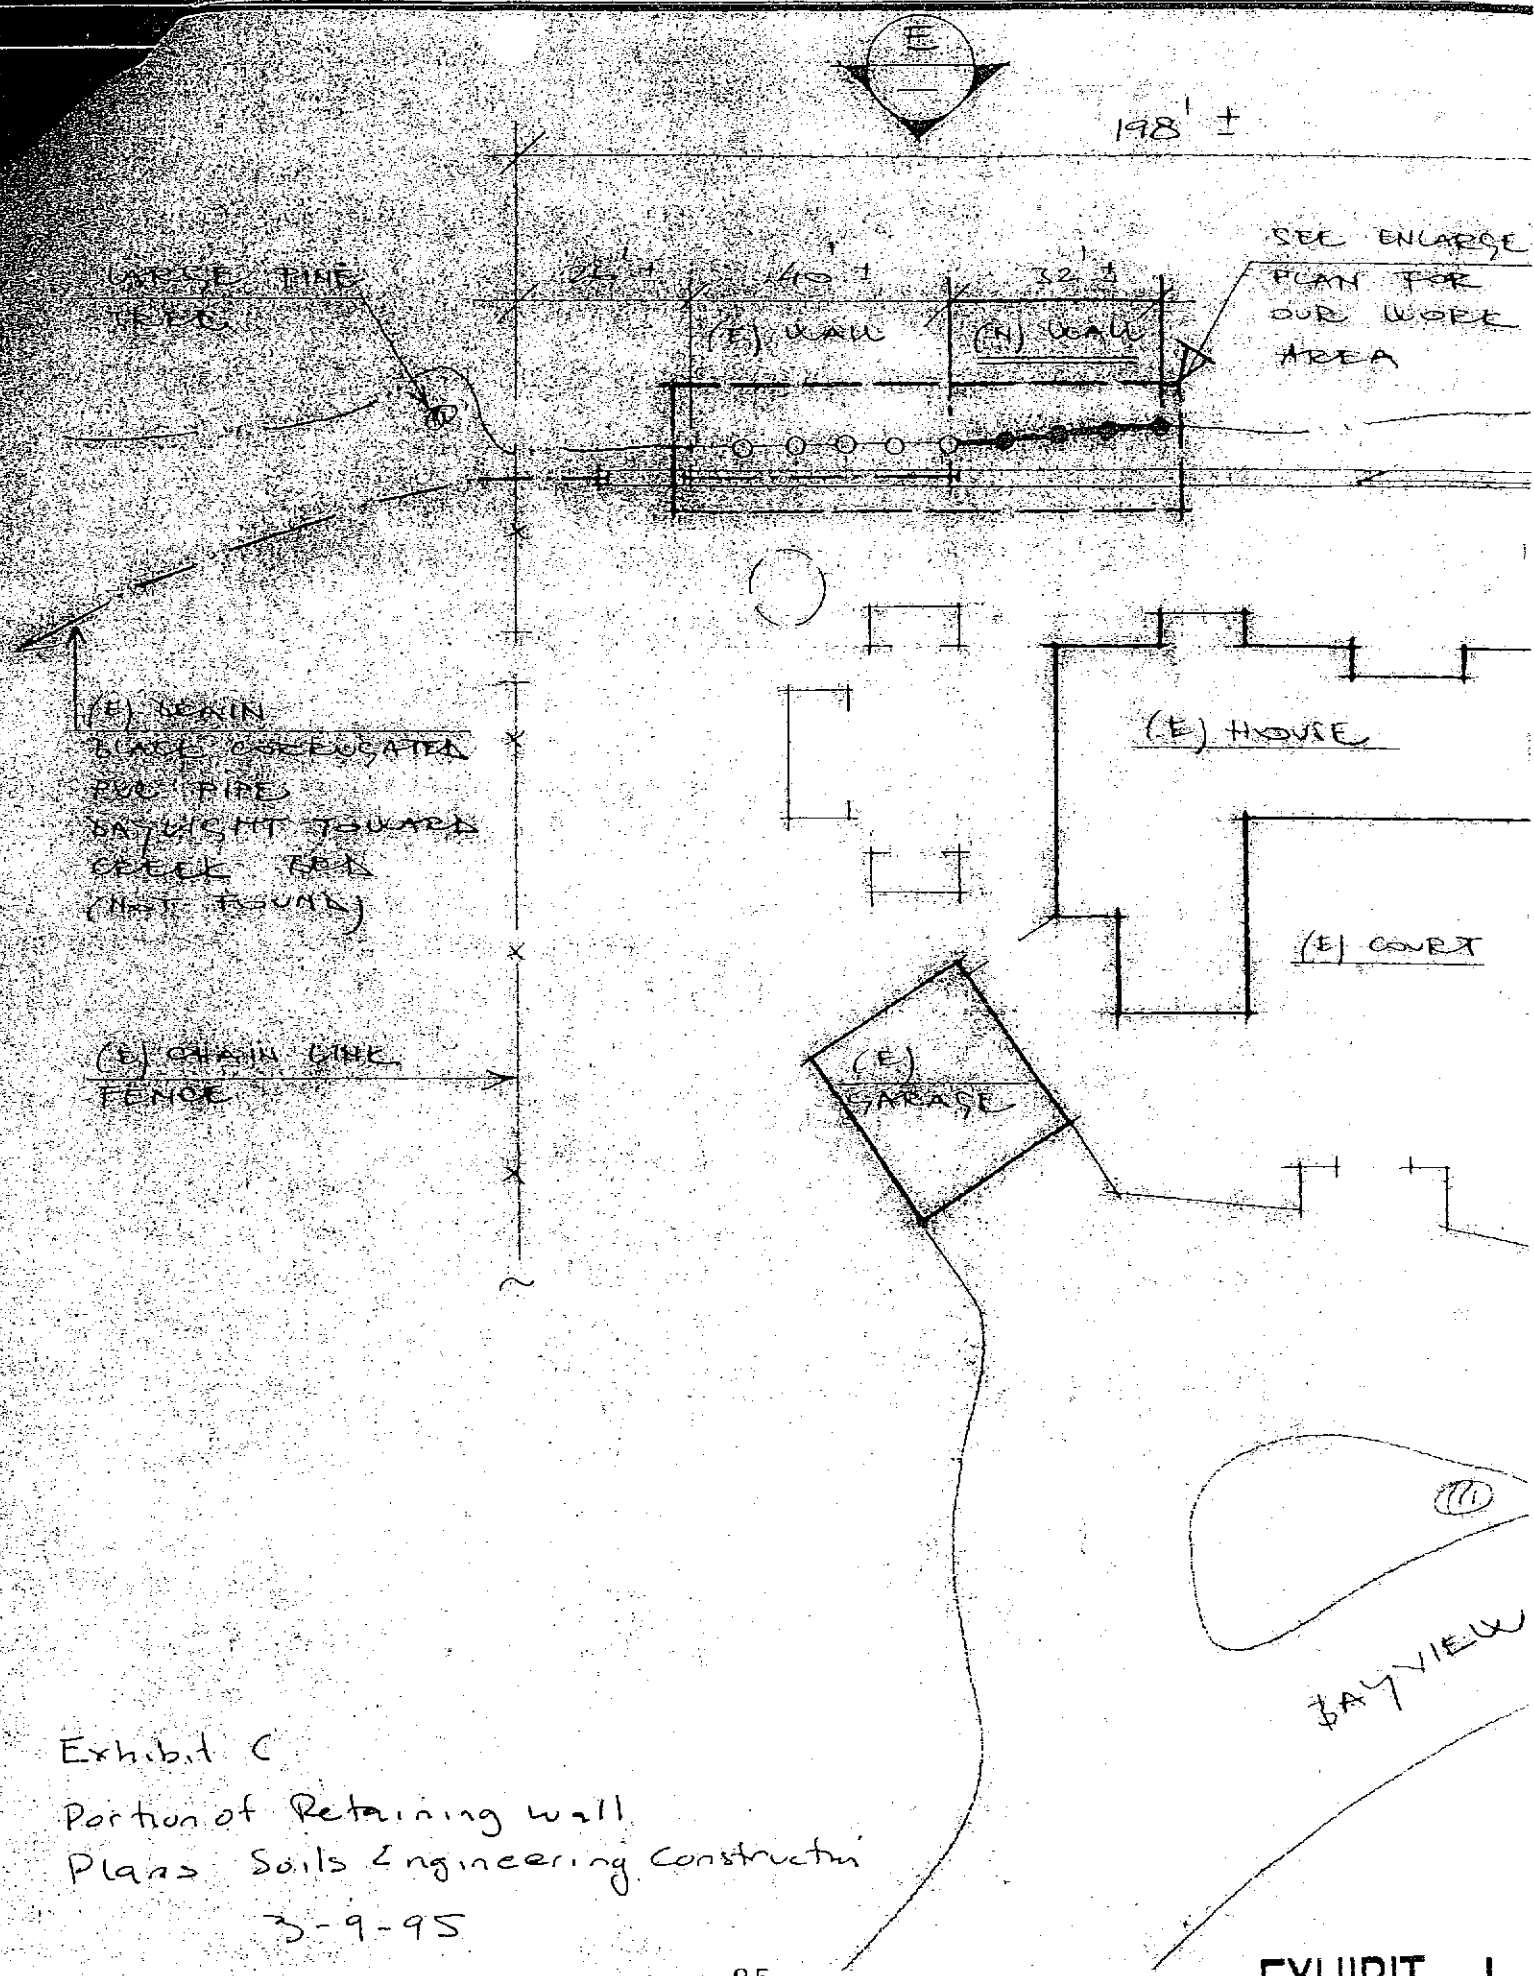 E
198' ±
LARGE PINE
TREE
40' ±
32' ±
(E) WALL
(N) WALL
SEE ENLARGE
PLAN FOR
OUR WORK
AREA
(E) DRAIN
BLACK CORRUGATED
PVC PIPE
DAYLIGHT TOWARD
CREEK BED
(NOT FOUND)
(E) HOUSE
(E) COURT
(E) CHAIN LINK
FENCE
(E)
GARAGE
BAYVIEW
Exhibit C
Portion of Retaining wall
Plans Soils Engineering Construction
3-9-95
85
EXHIBIT